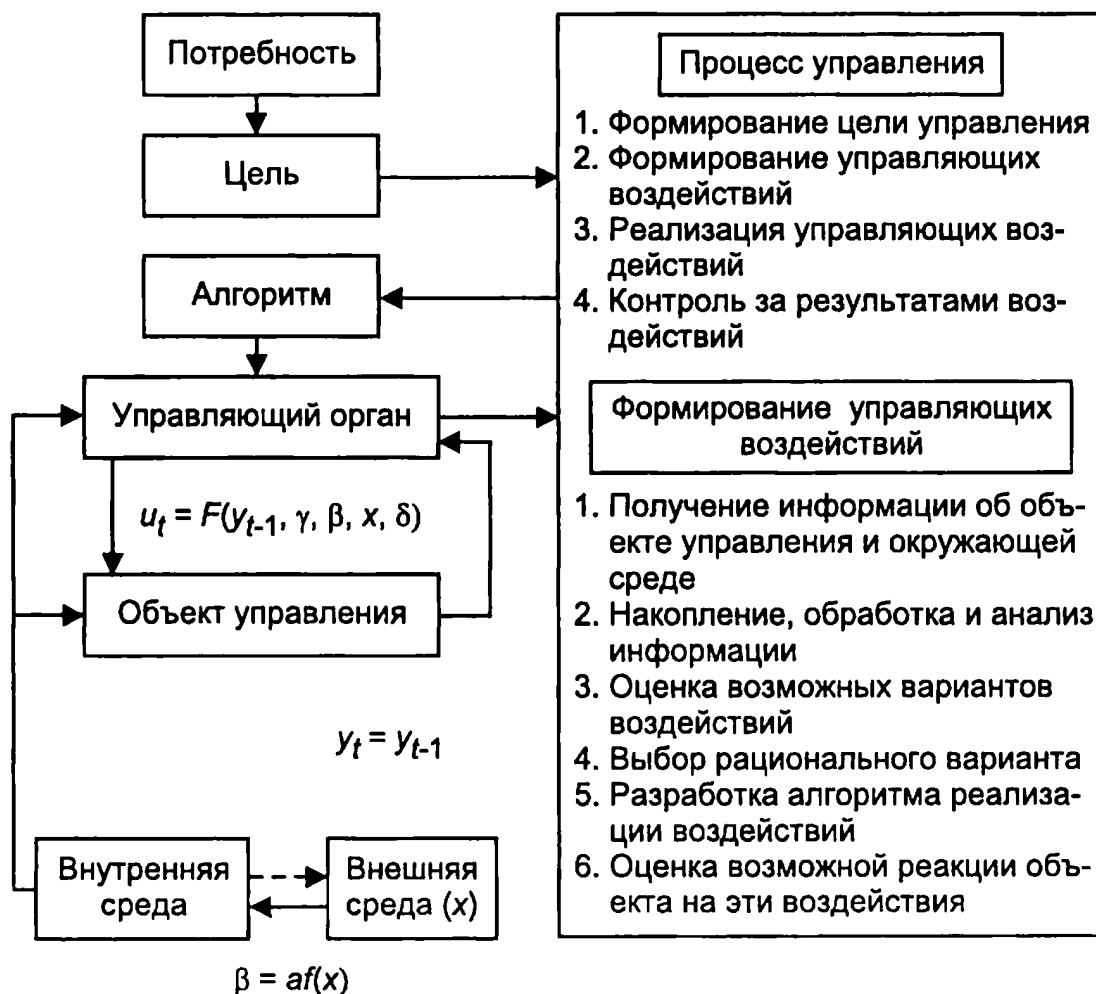 Потребность
Цель
Алгоритм
Управляющий орган
u_t = F(y_{t-1}, γ, β, x, δ)
Объект управления
y_t = y_{t-1}
Внутренняя
среда
Внешняя
среда (x)
β = af(x)
Процесс управления
1. Формирование цели управления
2. Формирование управляющих
воздействий
3. Реализация управляющих воз-
действий
4. Контроль за результатами воз-
действий
Формирование управляющих
воздействий
1. Получение информации об объ-
екте управления и окружающей
среде
2. Накопление, обработка и анализ
информации
3. Оценка возможных вариантов
воздействий
4. Выбор рационального варианта
5. Разработка алгоритма реализа-
ции воздействий
6. Оценка возможной реакции объ-
екта на эти воздействия